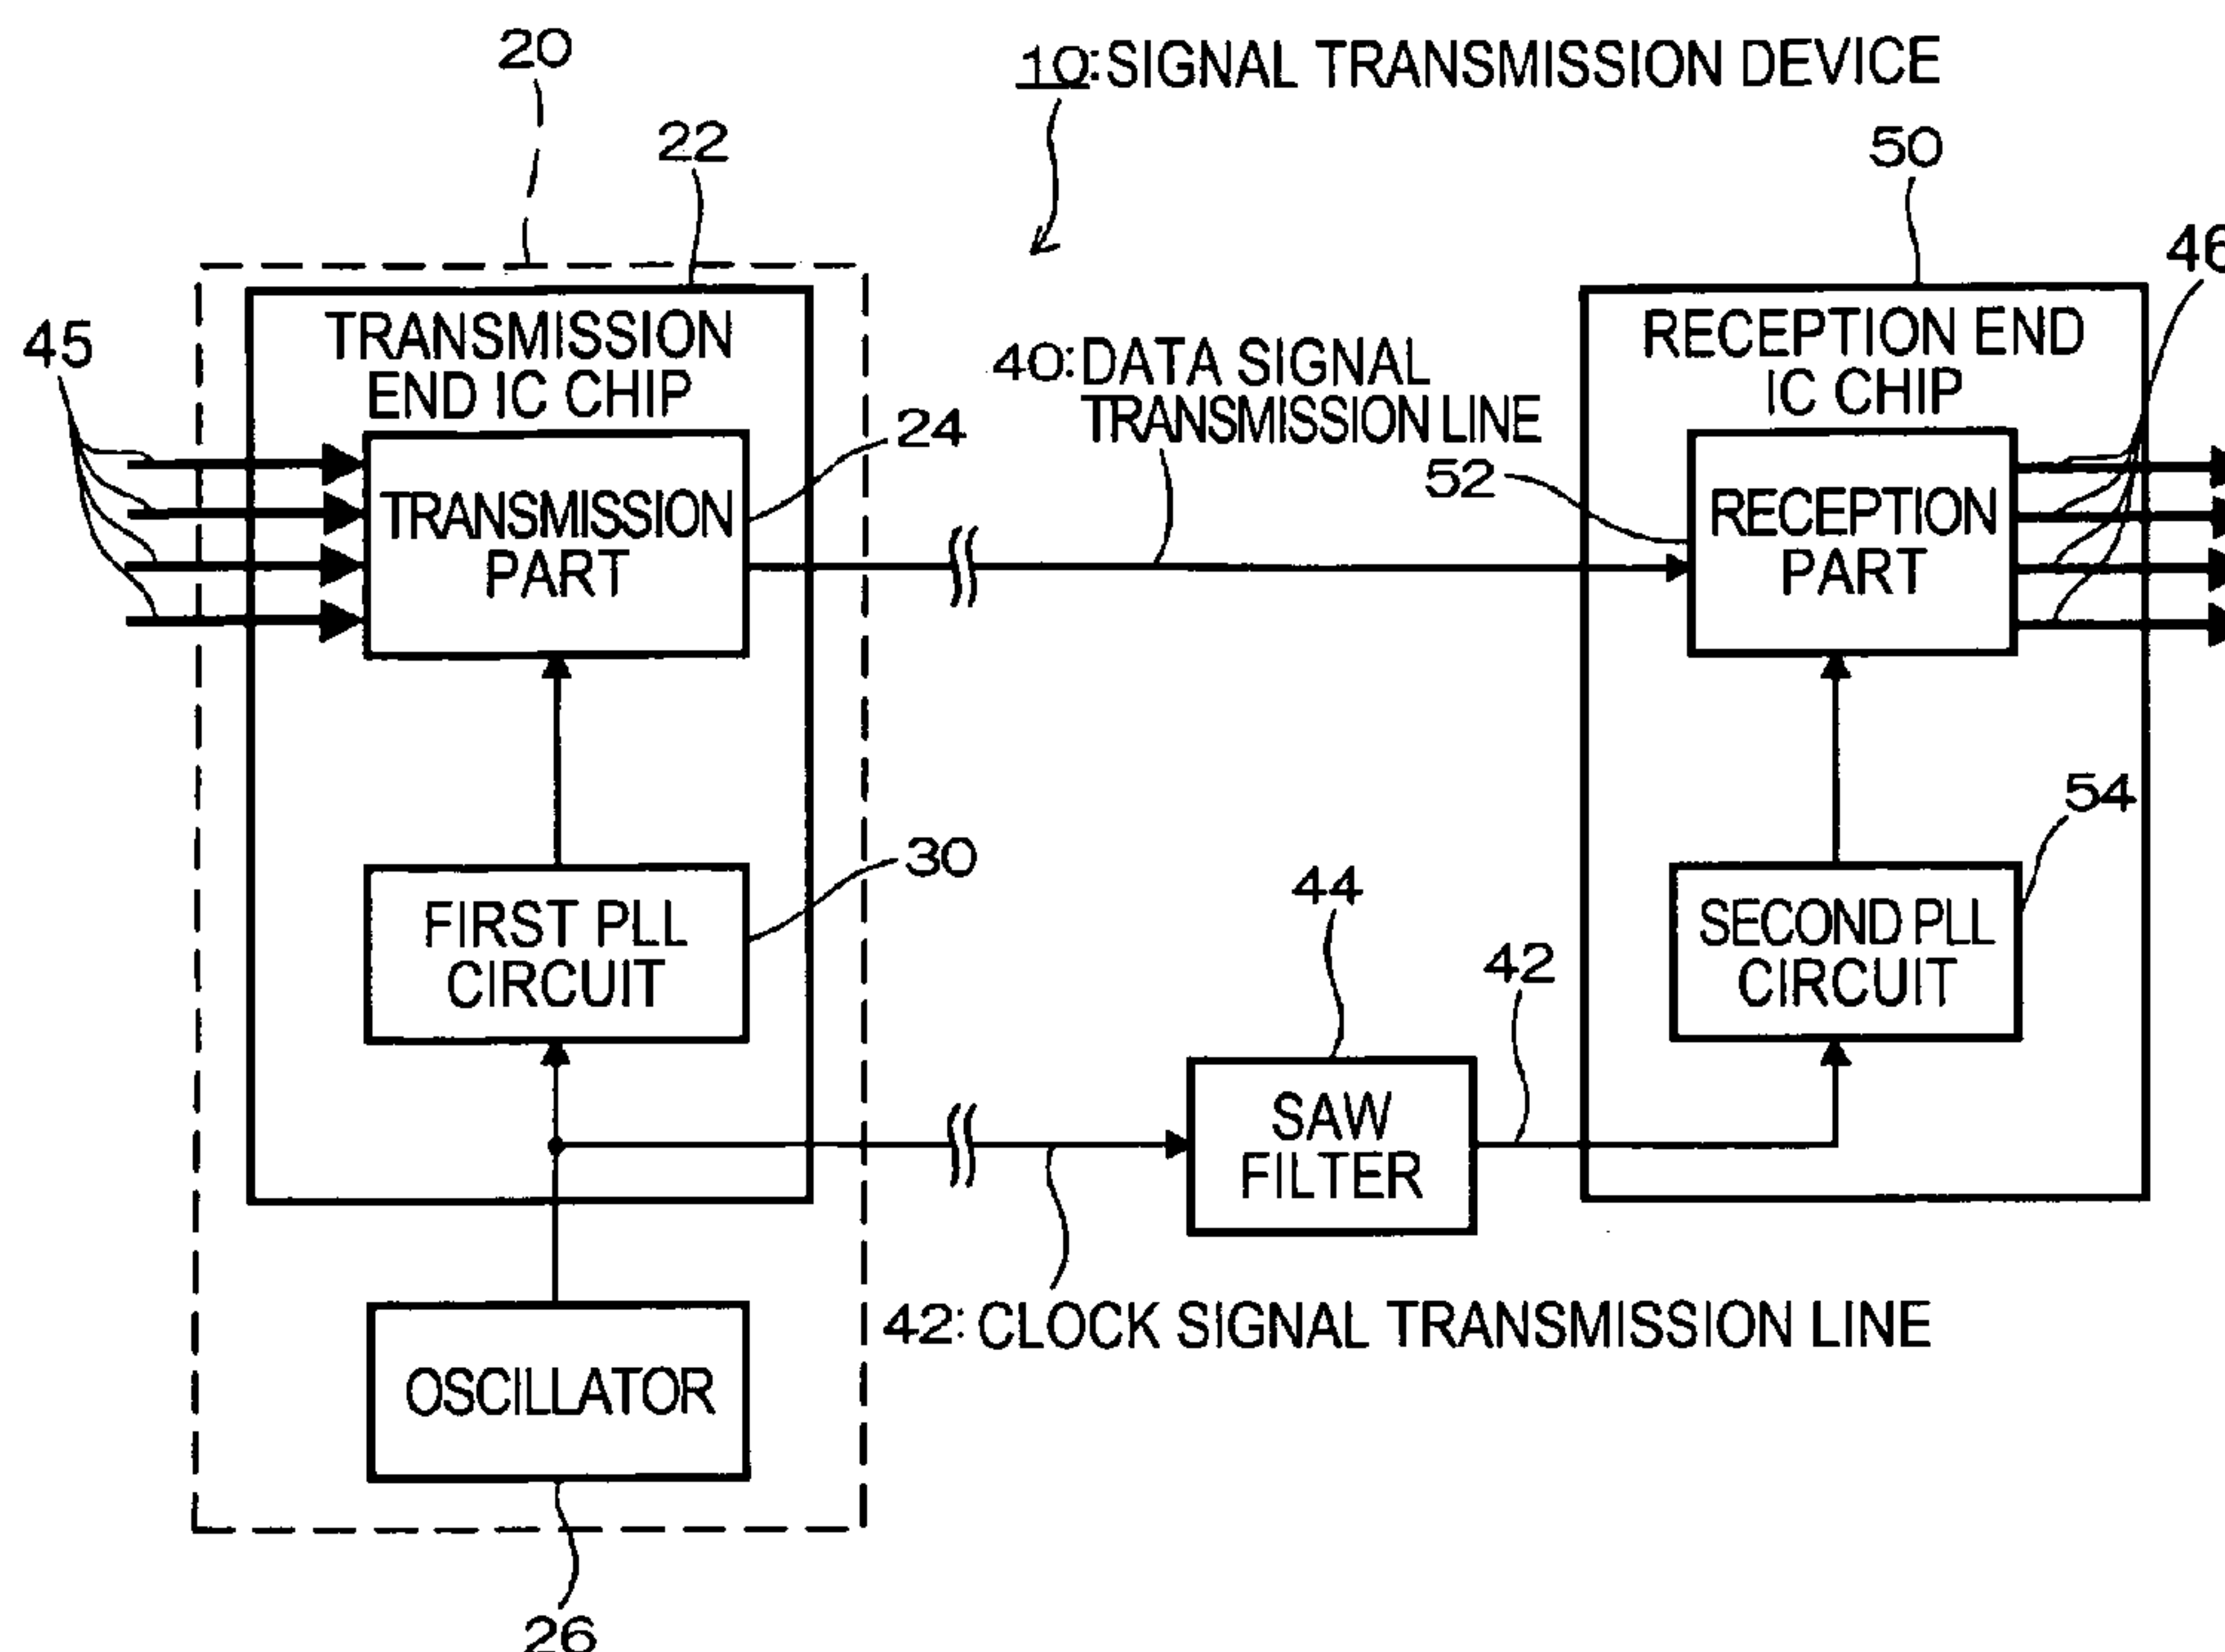 20
10:SIGNAL TRANSMISSION DEVICE
22
50
46
TRANSMISSION
END IC CHIP
RECEPTION END
IC CHIP
45
40:DATA SIGNAL
TRANSMISSION LINE
24
52
TRANSMISSION
PART
RECEPTION
PART
54
30
44
FIRST PLL
CIRCUIT
SECOND PLL
CIRCUIT
42
SAW
FILTER
42:CLOCK SIGNAL TRANSMISSION LINE
OSCILLATOR
26